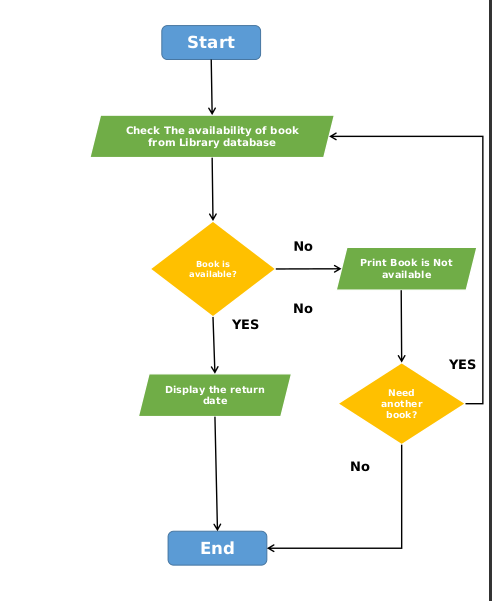 Start
Check The availability of book
from Library database
No
Book is
available?
Print Book is Not
available
No
YES
YES
Display the return
date
Need
another
book?
No
End